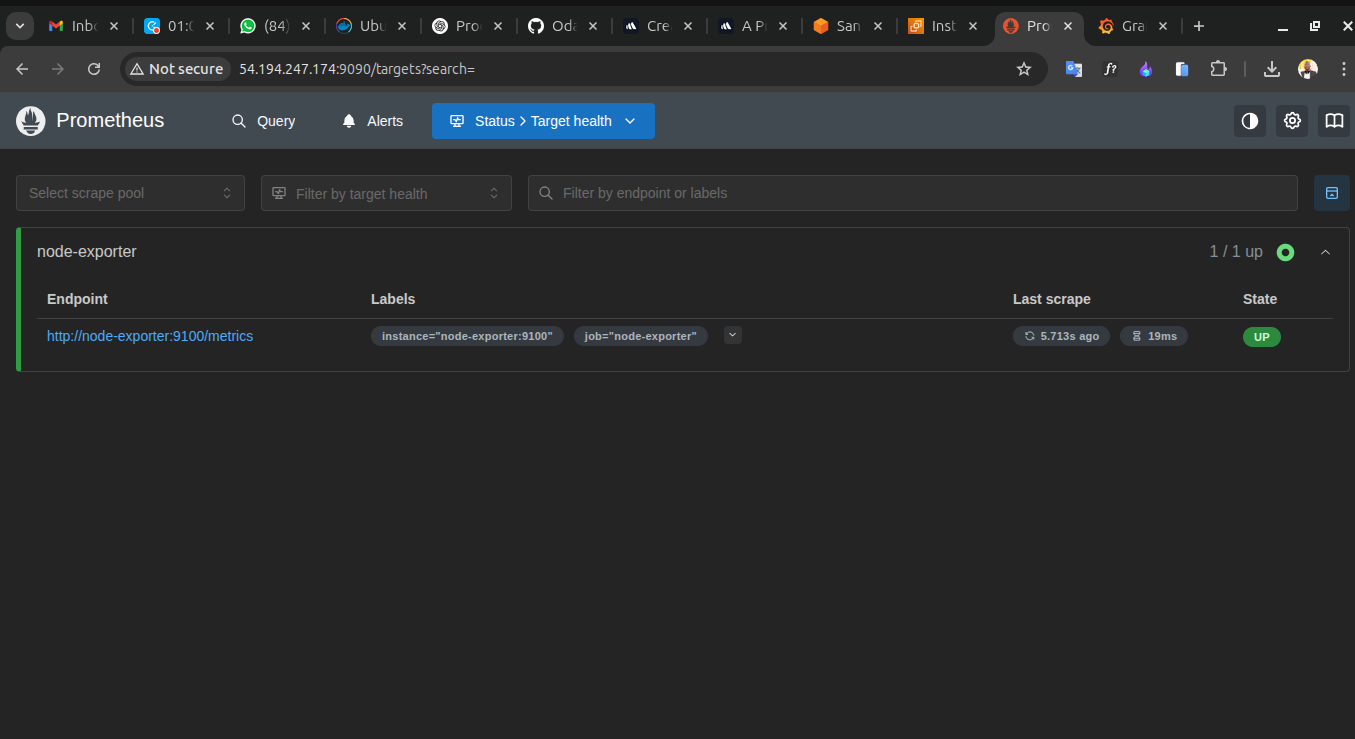 Inbc 01:0 (84) Ubu Pro Oda Cre A P San Inst Pro Gra
Not secure 54.194.247.174:9090/targets?search=
Prometheus Query Alerts Status > Target health
Select scrape pool Filter by target health Filter by endpoint or labels
node-exporter 1 / 1 up
Endpoint Labels Last scrape State
http://node-exporter:9100/metrics instance="node-exporter:9100" job="node-exporter" 5.713s ago 19ms UP